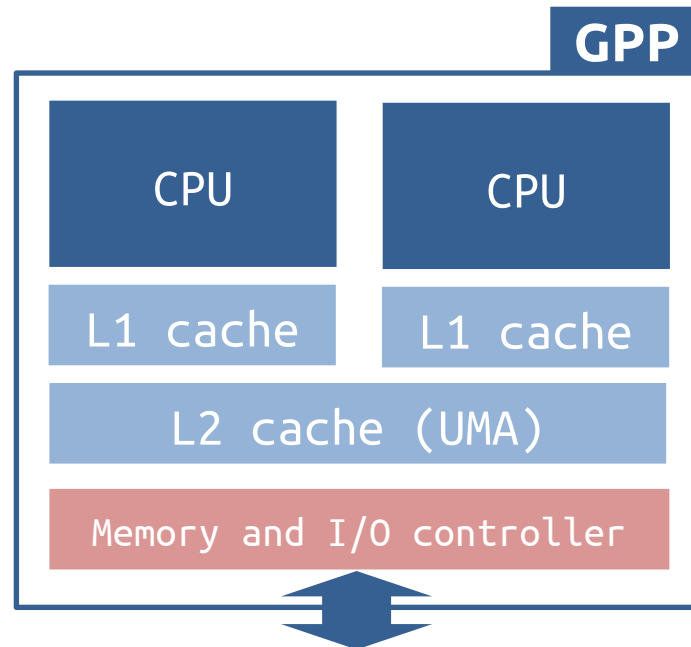 GPP
CPU
CPU
L1 cache
L1 cache
L2 cache (UMA)
Memory and I/O controller